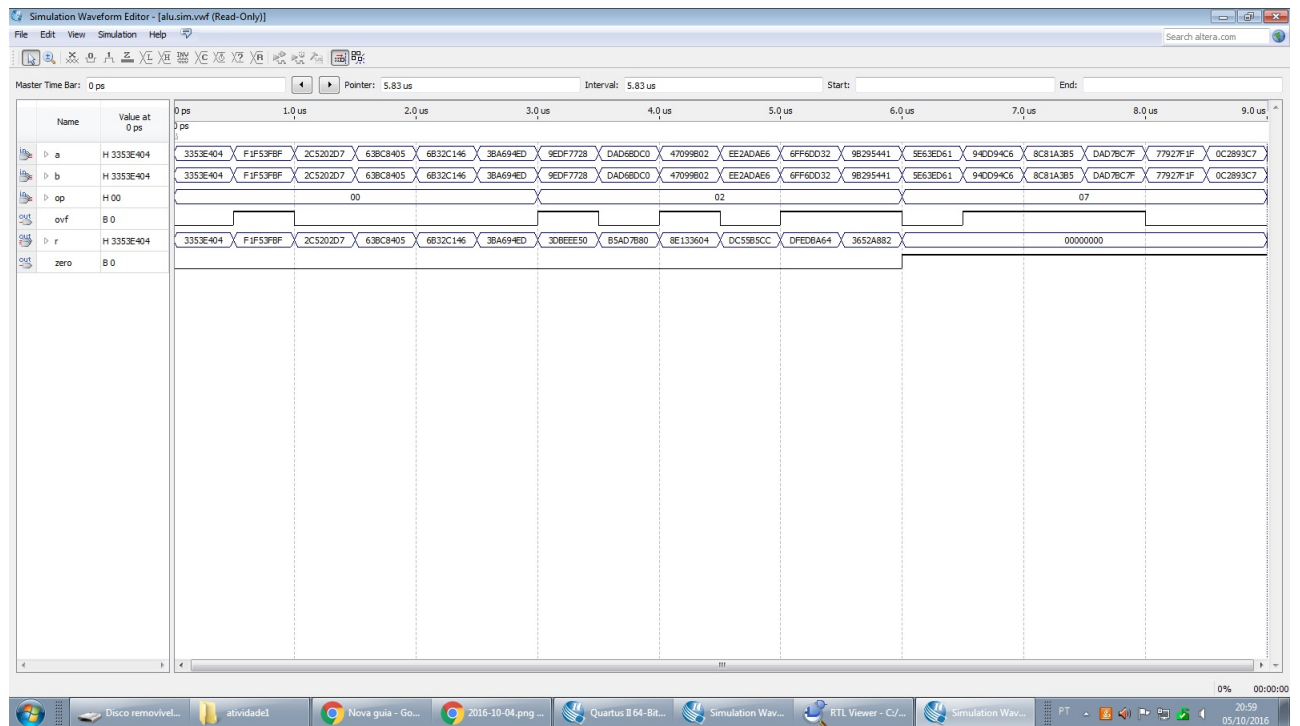 Simulation Waveform Editor - [alu.sim.vwf (Read-Only)]
File Edit View Simulation Help
Search altera.com
Master Time Bar: 0 ps Pointer: 5.83 us Interval: 5.83 us Start: End:
Name Value at 0 ps
0 ps 1.0 us 2.0 us 3.0 us 4.0 us 5.0 us 6.0 us 7.0 us 8.0 us 9.0 us
0 ps
a H 3353E404 3353E404 F1F53FBF 2C5202D7 63BC8405 6B32C146 3BA694ED 9EDF7728 DAD6BDC0 47099B02 EE2ADAE6 6FF6DD32 9B295441 5E63ED61 94DD94C6 8C81A3B5 DAD7BC7F 77927F1F 0C2893C7
b H 3353E404 3353E404 F1F53FBF 2C5202D7 63BC8405 6B32C146 3BA694ED 9EDF7728 DAD6BDC0 47099B02 EE2ADAE6 6FF6DD32 9B295441 5E63ED61 94DD94C6 8C81A3B5 DAD7BC7F 77927F1F 0C2893C7
op H 00 00 02 07
ovf B 0
r H 3353E404 3353E404 F1F53FBF 2C5202D7 63BC8405 6B32C146 3BA694ED 3DBEEE50 B5AD7B80 8E133604 DC55B5CC DFEDBA64 3652A882 00000000
zero B 0
0% 00:00:00
Disco removível... atividade1 Nova guia - Go... 2016-10-04.png ... Quartus II 64-Bit... Simulation Wav... RTL Viewer - C:/... Simulation Wav... PT 20:59
05/10/2016